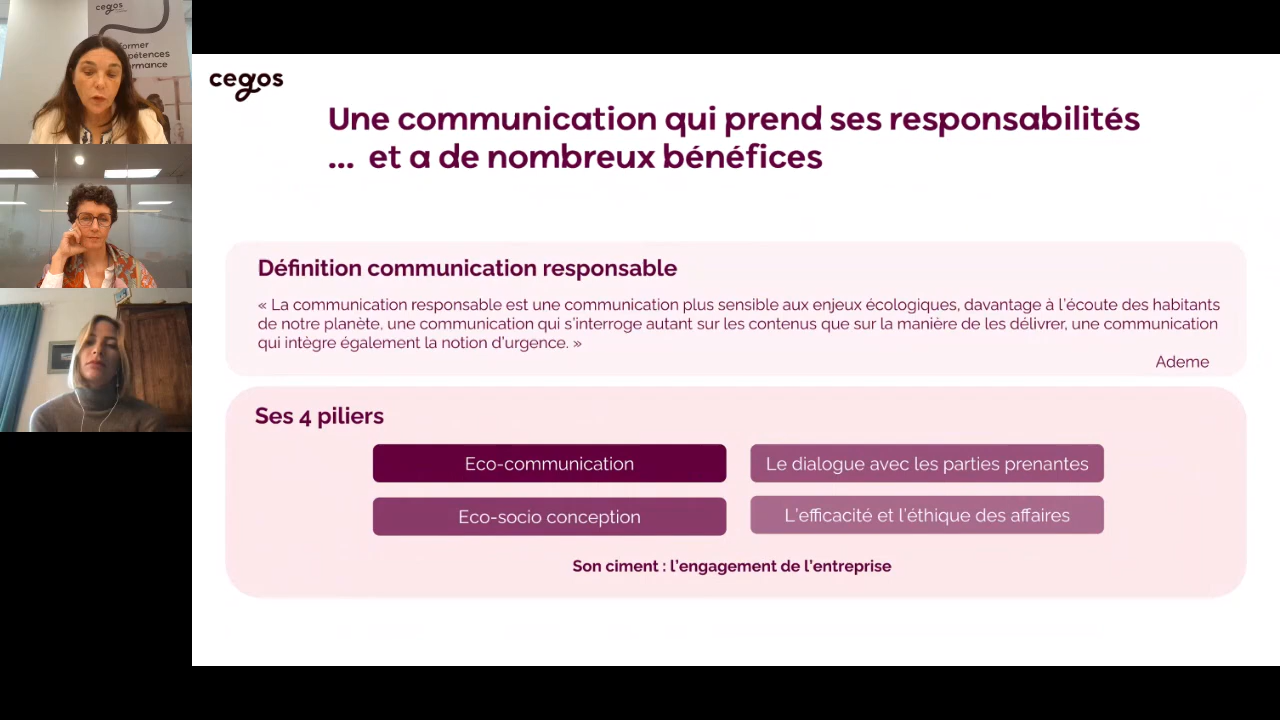 cegos
former
pétences
rmance
cegos
Une communication qui prend ses responsabilités
... et a de nombreux bénéfices
Définition communication responsable
« La communication responsable est une communication plus sensible aux enjeux écologiques, davantage à l'écoute des habitants
de notre planète, une communication qui s'interroge autant sur les contenus que sur la manière de les délivrer, une communication
qui intègre également la notion d'urgence. »
Ademe
Ses 4 piliers
Eco-communication
Le dialogue avec les parties prenantes
Eco-socio conception
L'efficacité et l'éthique des affaires
Son ciment : l'engagement de l'entreprise